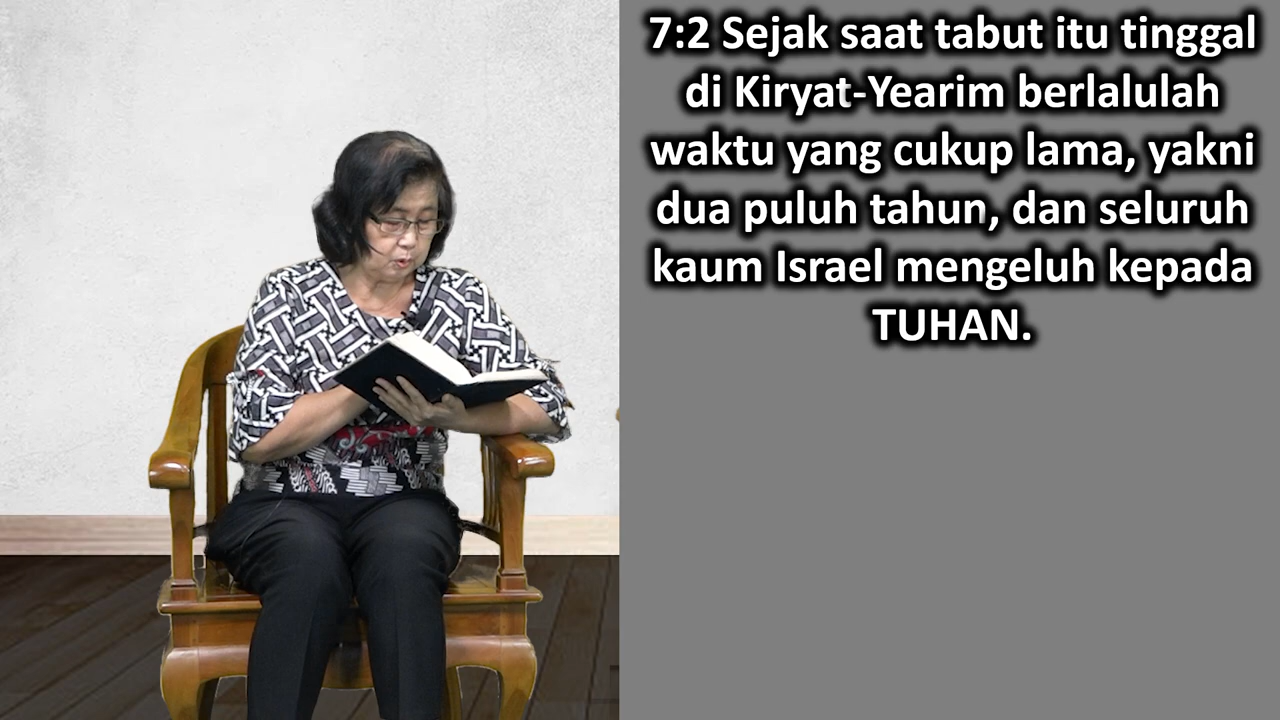 7:2 Sejak saat tabut itu tinggal
di Kiryat-Yearim berlalulah
waktu yang cukup lama, yakni
dua puluh tahun, dan seluruh
kaum Israel mengeluh kepada
TUHAN.